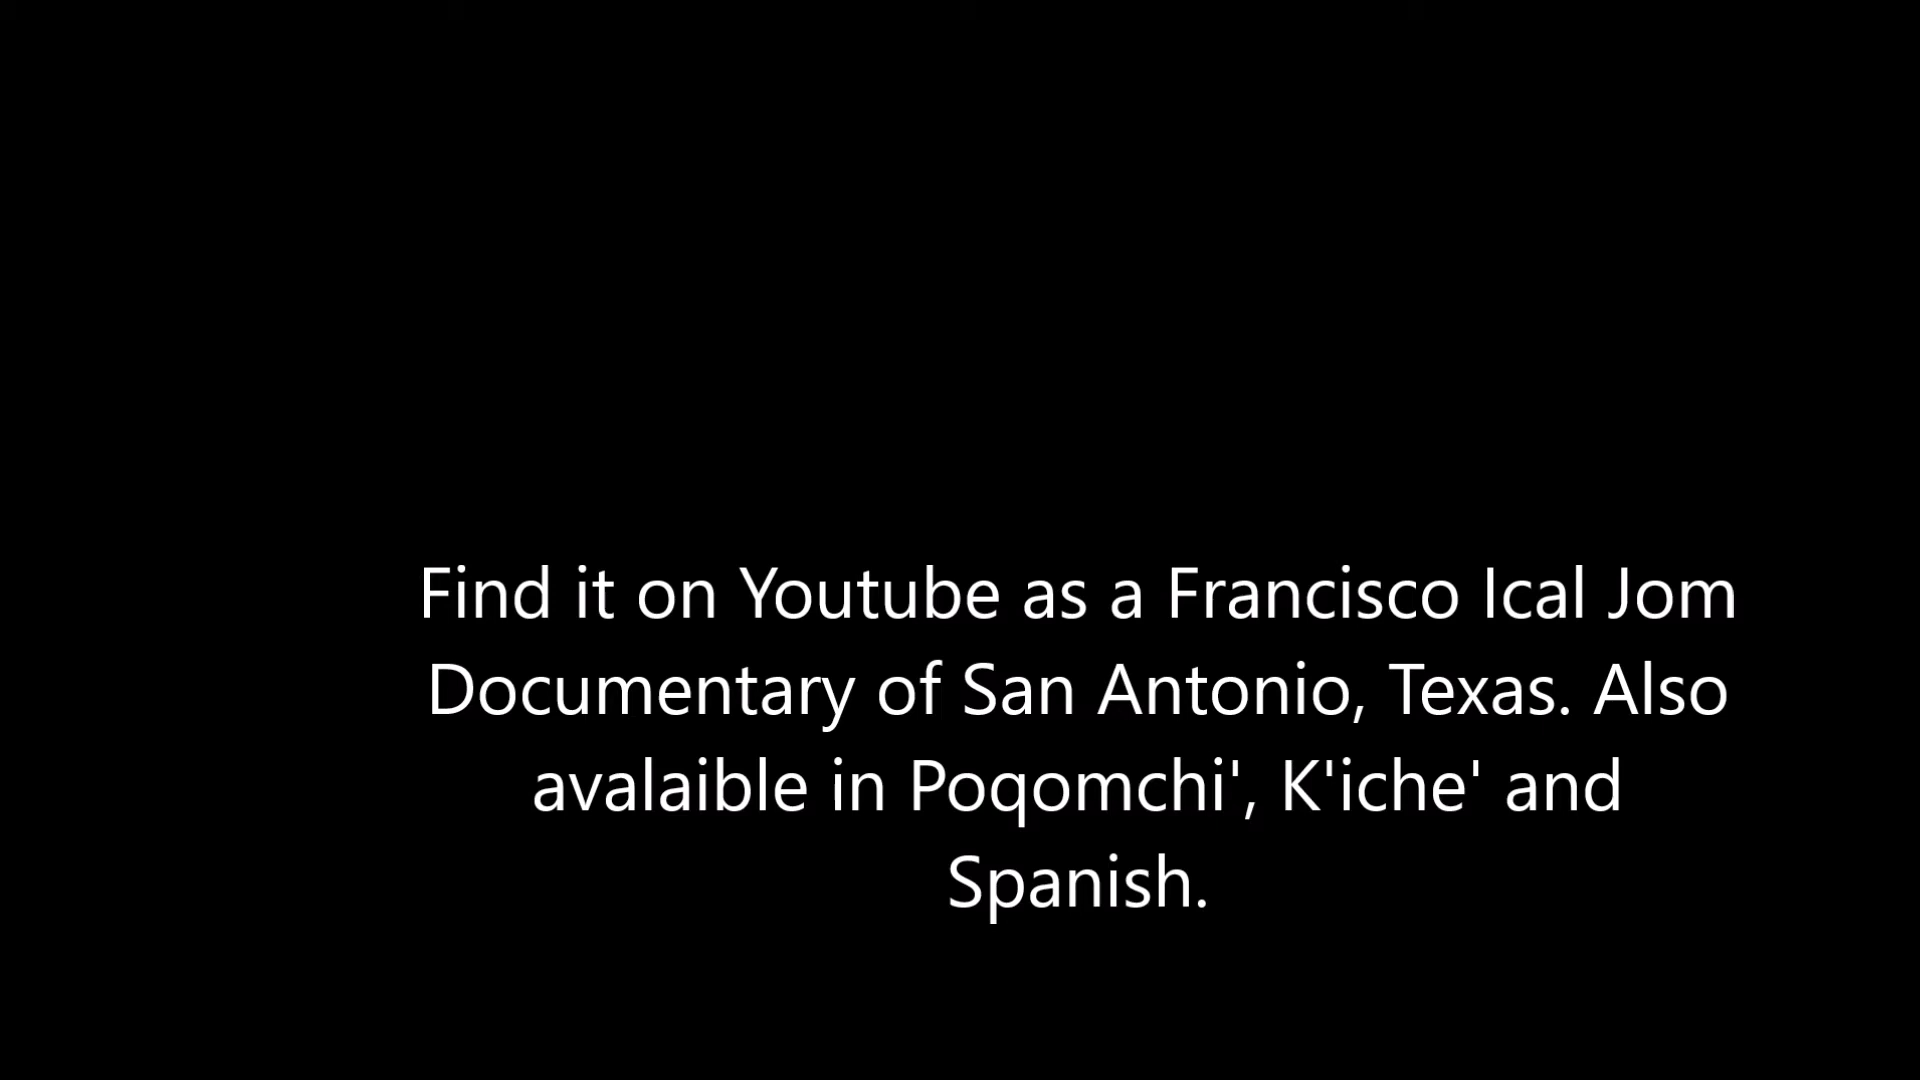 Find it on Youtube as a Francisco Ical Jom
Documentary of San Antonio, Texas. Also
avalaible in Poqomchi', K'iche' and
Spanish.